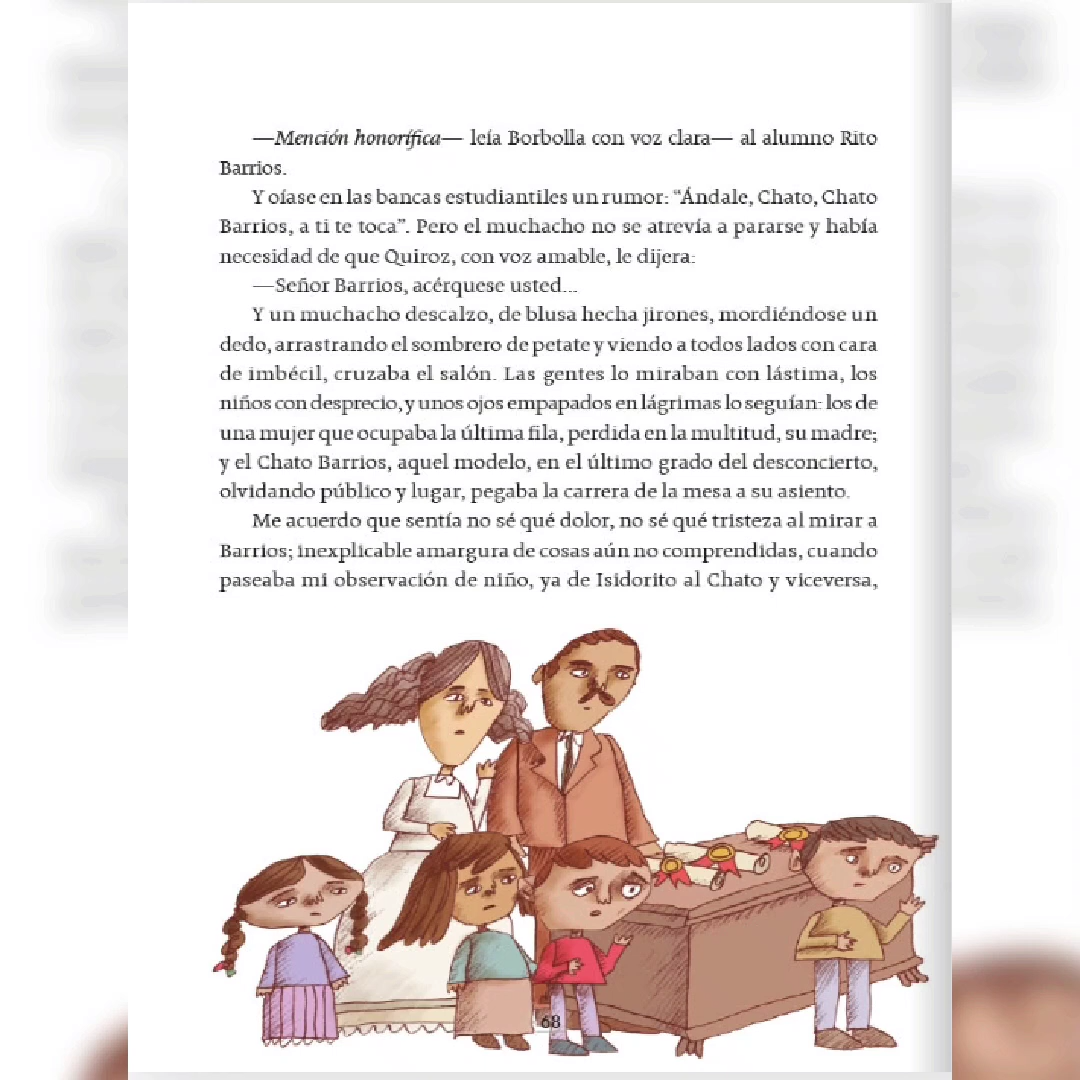 —Mención honorífica— leía Borbolla con voz clara— al alumno Rito
Barrios.
Y oíase en las bancas estudiantiles un rumor: “Ándale, Chato, Chato
Barrios, a ti te toca”. Pero el muchacho no se atrevía a pararse y había
necesidad de que Quiroz, con voz amable, le dijera:
—Señor Barrios, acérquese usted...
Y un muchacho descalzo, de blusa hecha jirones, mordiéndose un
dedo, arrastrando el sombrero de petate y viendo a todos lados con cara
de imbécil, cruzaba el salón. Las gentes lo miraban con lástima, los
niños con desprecio, y unos ojos empapados en lágrimas lo seguían: los de
una mujer que ocupaba la última fila, perdida en la multitud, su madre;
y el Chato Barrios, aquel modelo, en el último grado del desconcierto,
olvidando público y lugar, pegaba la carrera de la mesa a su asiento.
Me acuerdo que sentía no sé qué dolor, no sé qué tristeza al mirar a
Barrios; inexplicable amargura de cosas aún no comprendidas, cuando
paseaba mi observación de niño, ya de Isidorito al Chato y viceversa,
68